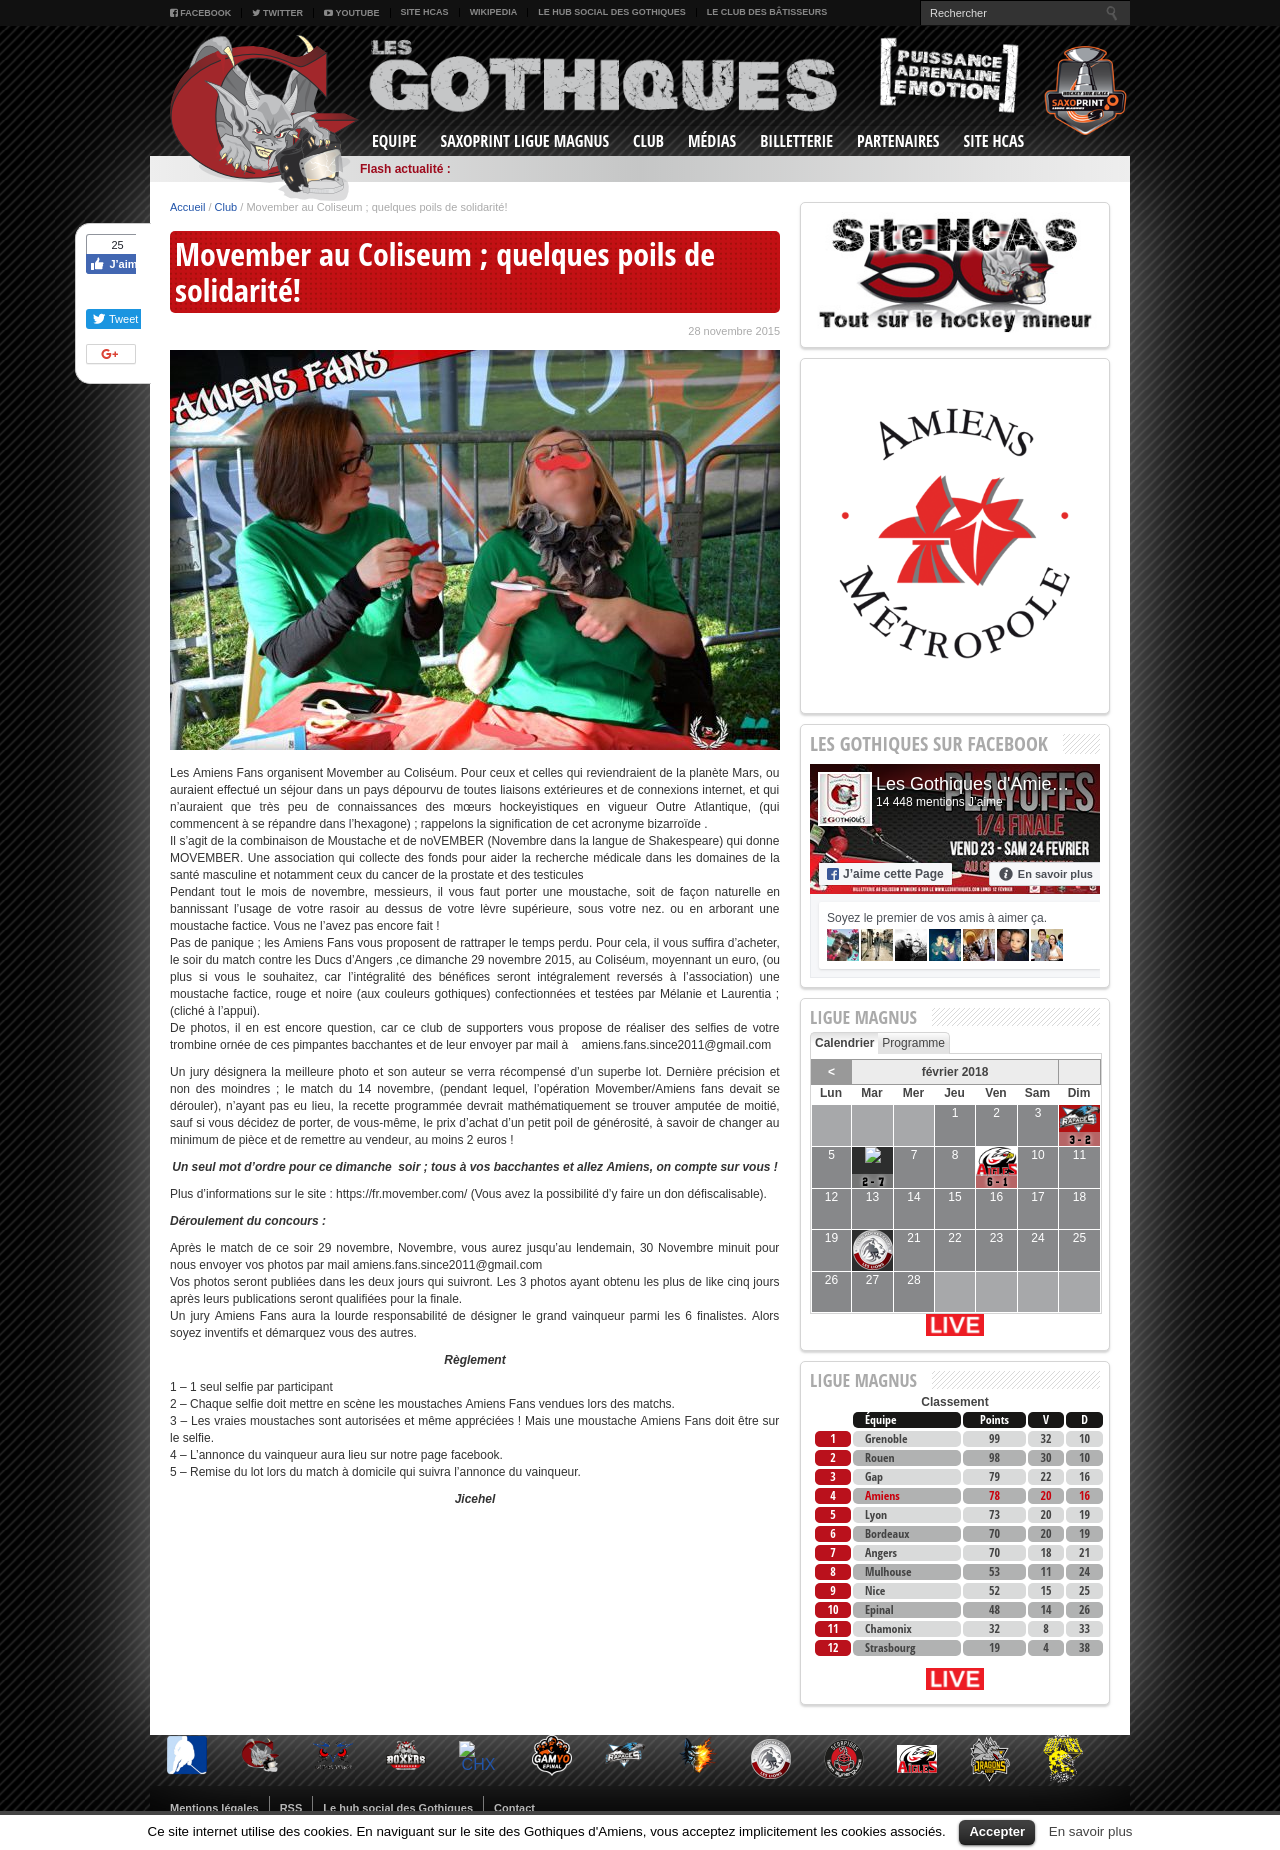 FACEBOOK
TWITTER
YOUTUBE
SITE HCAS
WIKIPEDIA
LE HUB SOCIAL DES GOTHIQUES
LE CLUB DES BÂTISSEURS
Rechercher
LES
GOTHIQUES
PUISSANCE
ADRENALINE
EMOTION
HOCKEY SUR GLACE
SAXOPRINT
EQUIPE
SAXOPRINT LIGUE MAGNUS
CLUB
MÉDIAS
BILLETTERIE
PARTENAIRES
SITE HCAS
Flash actualité :
Accueil / Club / Movember au Coliseum ; quelques poils de solidarité!
25
J'aim
Tweet
G+
Movember au Coliseum ; quelques poils de
solidarité!
28 novembre 2015
AMIENS FANS
Les Amiens Fans organisent Movember au Coliséum. Pour ceux et celles qui reviendraient de la planète Mars, ou
auraient effectué un séjour dans un pays dépourvu de toutes liaisons extérieures et de connexions internet, et qui
n’auraient que très peu de connaissances des mœurs hockeyistiques en vigueur Outre Atlantique, (qui
commencent à se répandre dans l’hexagone) ; rappelons la signification de cet acronyme bizarroïde .
Il s’agit de la combinaison de Moustache et de noVEMBER (Novembre dans la langue de Shakespeare) qui donne
MOVEMBER. Une association qui collecte des fonds pour aider la recherche médicale dans les domaines de la
santé masculine et notamment ceux du cancer de la prostate et des testicules
Pendant tout le mois de novembre, messieurs, il vous faut porter une moustache, soit de façon naturelle en
bannissant l’usage de votre rasoir au dessus de votre lèvre supérieure, sous votre nez. ou en arborant une
moustache factice. Vous ne l’avez pas encore fait !
Pas de panique ; les Amiens Fans vous proposent de rattraper le temps perdu. Pour cela, il vous suffira d’acheter,
le soir du match contre les Ducs d’Angers ,ce dimanche 29 novembre 2015, au Coliséum, moyennant un euro, (ou
plus si vous le souhaitez, car l’intégralité des bénéfices seront intégralement reversés à l’association) une
moustache factice, rouge et noire (aux couleurs gothiques) confectionnées et testées par Mélanie et Laurentia ;
(cliché à l’appui).
De photos, il en est encore question, car ce club de supporters vous propose de réaliser des selfies de votre
trombine ornée de ces pimpantes bacchantes et de leur envoyer par mail à    amiens.fans.since2011@gmail.com
Un jury désignera la meilleure photo et son auteur se verra récompensé d’un superbe lot. Dernière précision et
non des moindres ; le match du 14 novembre, (pendant lequel, l’opération Movember/Amiens fans devait se
dérouler), n’ayant pas eu lieu, la recette programmée devrait mathématiquement se trouver amputée de moitié,
sauf si vous décidez de porter, de vous-même, le prix d’achat d’un petit poil de générosité, à savoir de changer au
minimum de pièce et de remettre au vendeur, au moins 2 euros !
Un seul mot d’ordre pour ce dimanche  soir ; tous à vos bacchantes et allez Amiens, on compte sur vous !
Plus d’informations sur le site : https://fr.movember.com/ (Vous avez la possibilité d’y faire un don défiscalisable).
Déroulement du concours :
Après le match de ce soir 29 novembre, Novembre, vous aurez jusqu’au lendemain, 30 Novembre minuit pour
nous envoyer vos photos par mail amiens.fans.since2011@gmail.com
Vos photos seront publiées dans les deux jours qui suivront. Les 3 photos ayant obtenu les plus de like cinq jours
après leurs publications seront qualifiées pour la finale.
Un jury Amiens Fans aura la lourde responsabilité de désigner le grand vainqueur parmi les 6 finalistes. Alors
soyez inventifs et démarquez vous des autres.
Règlement
1 – 1 seul selfie par participant
2 – Chaque selfie doit mettre en scène les moustaches Amiens Fans vendues lors des matchs.
3 – Les vraies moustaches sont autorisées et même appréciées ! Mais une moustache Amiens Fans doit être sur
le selfie.
4 – L’annonce du vainqueur aura lieu sur notre page facebook.
5 – Remise du lot lors du match à domicile qui suivra l’annonce du vainqueur.
Jicehel
Site HCAS
50
Tout sur le hockey mineur
AMIENS
MÉTROPOLE
LES GOTHIQUES SUR FACEBOOK
Les Gothiques d'Amie...
14 448 mentions J’aime
PLAYOFFS
1/4 FINALE
VEND 23 - SAM 24 FEVRIER
J’aime cette Page
En savoir plus
Soyez le premier de vos amis à aimer ça.
LIGUE MAGNUS
Calendrier
Programme
< février 2018
Lun Mar Mer Jeu Ven Sam Dim
1 2 3 RAPACES 3 - 2
5 2 - 7 7 8 AIGLES 6 - 1 10 11
12 13 14 15 16 17 18
19 LES LIONS 21 22 23 24 25
26 27 28
LIVE
LIGUE MAGNUS
Classement
Équipe Points V D
1 Grenoble 99 32 10
2 Rouen 98 30 10
3 Gap 79 22 16
4 Amiens 78 20 16
5 Lyon 73 20 19
6 Bordeaux 70 20 19
7 Angers 70 18 21
8 Mulhouse 53 11 24
9 Nice 52 15 25
10 Epinal 48 14 26
11 Chamonix 32 8 33
12 Strasbourg 19 4 38
LIVE
BOXERS
CHX
GAMYO
EPINAL
RAPACES
LES LIONS
SCORPIONS
AIGLES
DRAGONS
Mentions légales
RSS
Le hub social des Gothiques
Contact
Ce site internet utilise des cookies. En naviguant sur le site des Gothiques d'Amiens, vous acceptez implicitement les cookies associés.
Accepter
En savoir plus